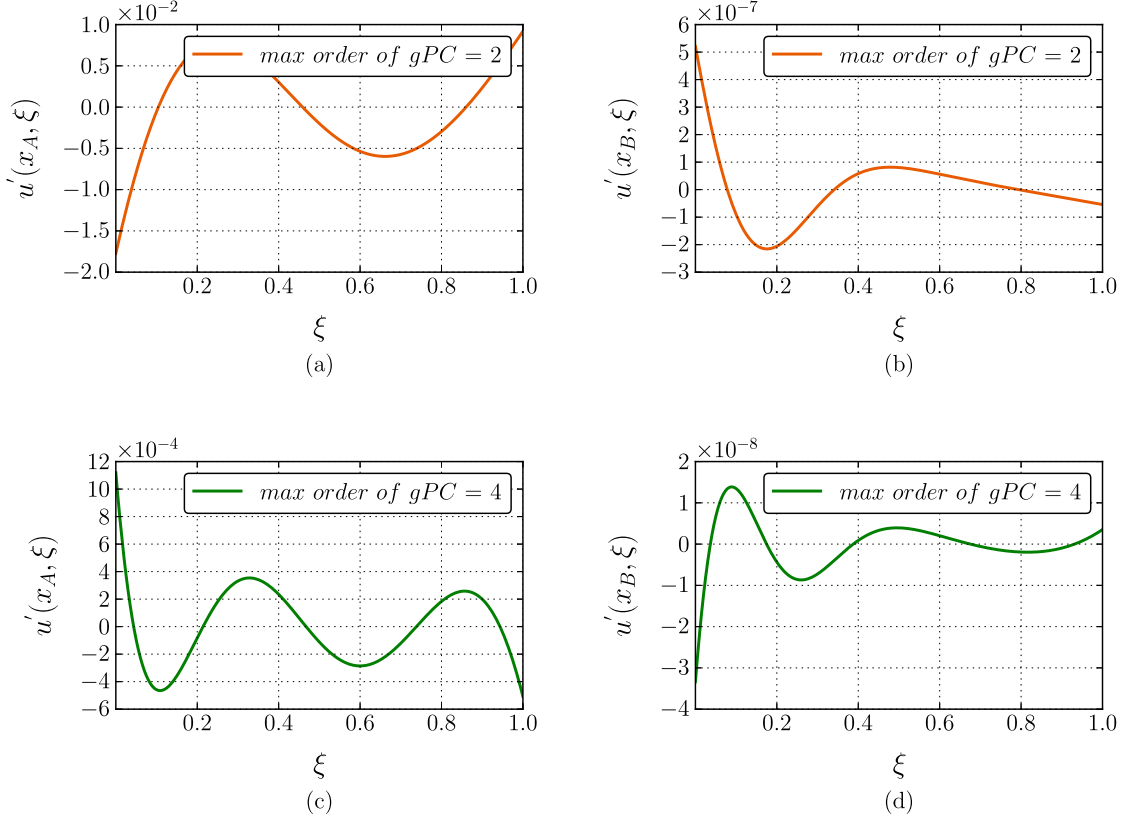 ×10⁻²
1.0
0.5
0.0
−0.5
−1.0
−1.5
−2.0
u′(x_A, ξ)
max order of gPC = 2
0.2 0.4 0.6 0.8 1.0
ξ
(a)
×10⁻⁷
6
5
4
3
2
1
0
−1
−2
−3
u′(x_B, ξ)
max order of gPC = 2
0.2 0.4 0.6 0.8 1.0
ξ
(b)
×10⁻⁴
12
10
8
6
4
2
0
−2
−4
−6
u′(x_A, ξ)
max order of gPC = 4
0.2 0.4 0.6 0.8 1.0
ξ
(c)
×10⁻⁸
2
1
0
−1
−2
−3
−4
u′(x_B, ξ)
max order of gPC = 4
0.2 0.4 0.6 0.8 1.0
ξ
(d)